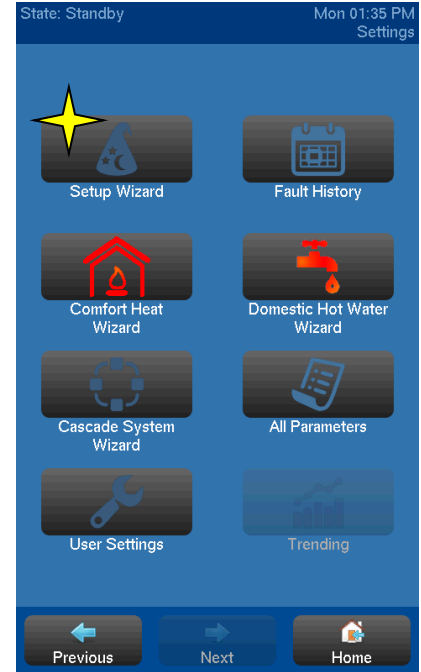 State: Standby
Mon 01:35 PM
Settings
Setup Wizard
Fault History
Comfort Heat
Wizard
Domestic Hot Water
Wizard
Cascade System
Wizard
All Parameters
User Settings
Trending
Previous
Next
Home